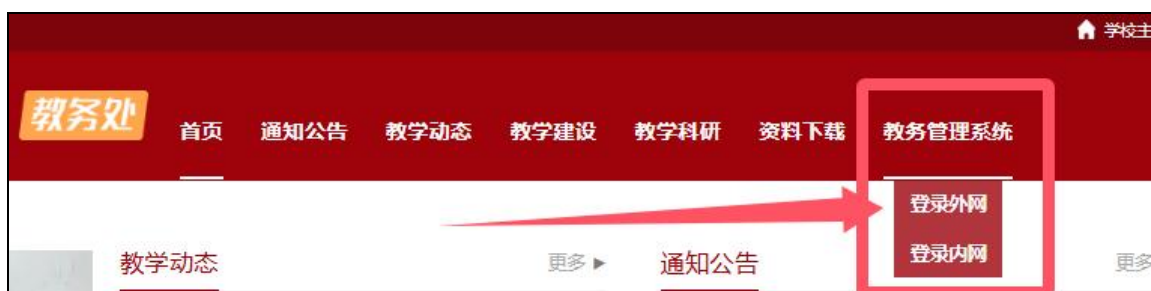 学校主
教务处
首页 通知公告 教学动态 教学建设 教学科研 资料下载 教务管理系统
登录外网
登录内网
教学动态 更多▶ 通知公告 更多